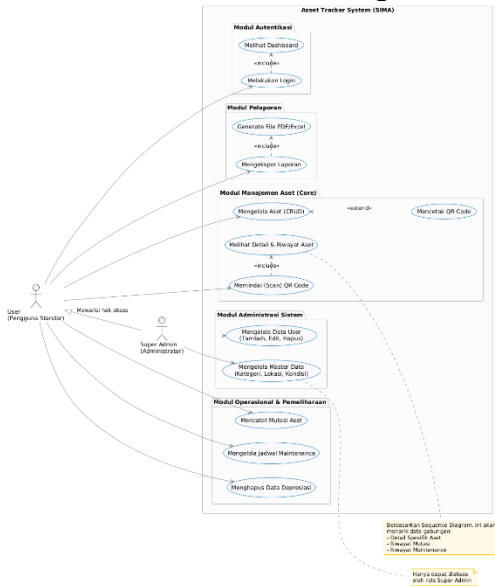 Asset Tracker System (SIMA)
Modul Autentikasi
Melihat Dashboard
«include»
Melakukan Login
Modul Pelaporan
Generate File PDF/Excel
«include»
Mengekspor Laporan
Modul Manajemen Aset (Core)
Mengelola Aset (CRUD)
«extend»
Mencetak QR Code
Melihat Detail & Riwayat Aset
«include»
Memindai (Scan) QR Code
User
(Pengguna Standar)
Mewarisi hak akses
Super Admin
(Administrator)
Modul Administrasi Sistem
Mengelola Data User
(Tambah, Edit, Hapus)
Mengelola Master Data
(Kategori, Lokasi, Kondisi)
Modul Operasional & Pemeliharaan
Mencatat Mutasi Aset
Mengelola Jadwal Maintenance
Menghapus Data Depresiasi
Berdasarkan Sequence Diagram, ini akan
menarik data gabungan:
- Detail Spesifik Aset
- Riwayat Mutasi
- Riwayat Maintenance
Hanya dapat diakses
oleh role Super Admin